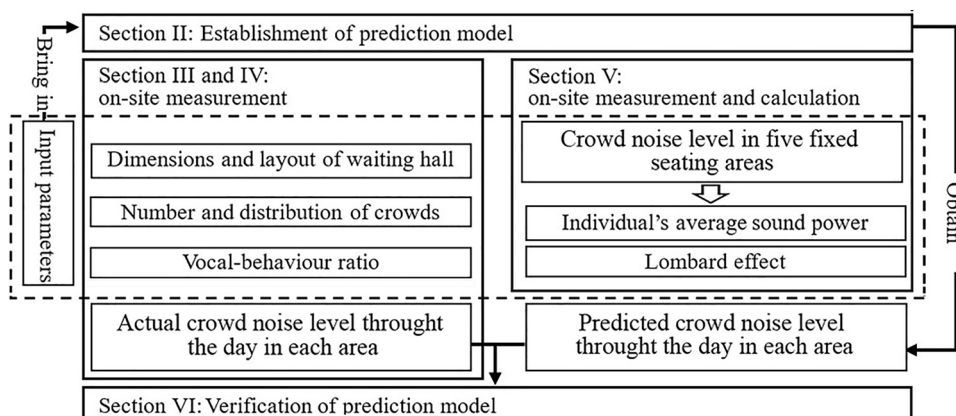 Section II: Establishment of prediction model
Bring in
Input parameters
Section III and IV:
on-site measurement
Dimensions and layout of waiting hall
Number and distribution of crowds
Vocal-behaviour ratio
Actual crowd noise level throught
the day in each area
Section V:
on-site measurement and calculation
Crowd noise level in five fixed
seating areas
Individual's average sound power
Lombard effect
Predicted crowd noise level
throught the day in each area
Obtain
Section VI: Verification of prediction model